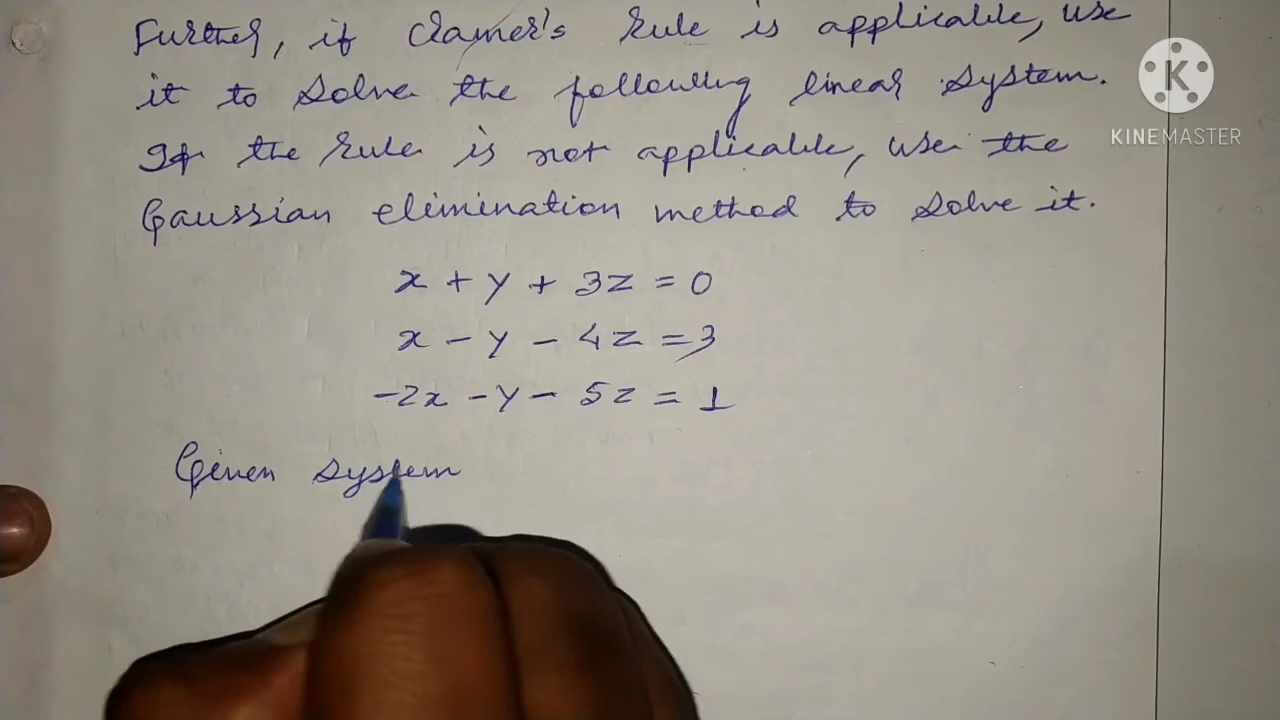 Further, if Cramer's rule is applicable, use
it to solve the following linear system.
If the rule is not applicable, use the
Gaussian elimination method to solve it.
x + y + 3z = 0
x - y - 4z = 3
-2x - y - 5z = 1
Given system
K
KINEMASTER